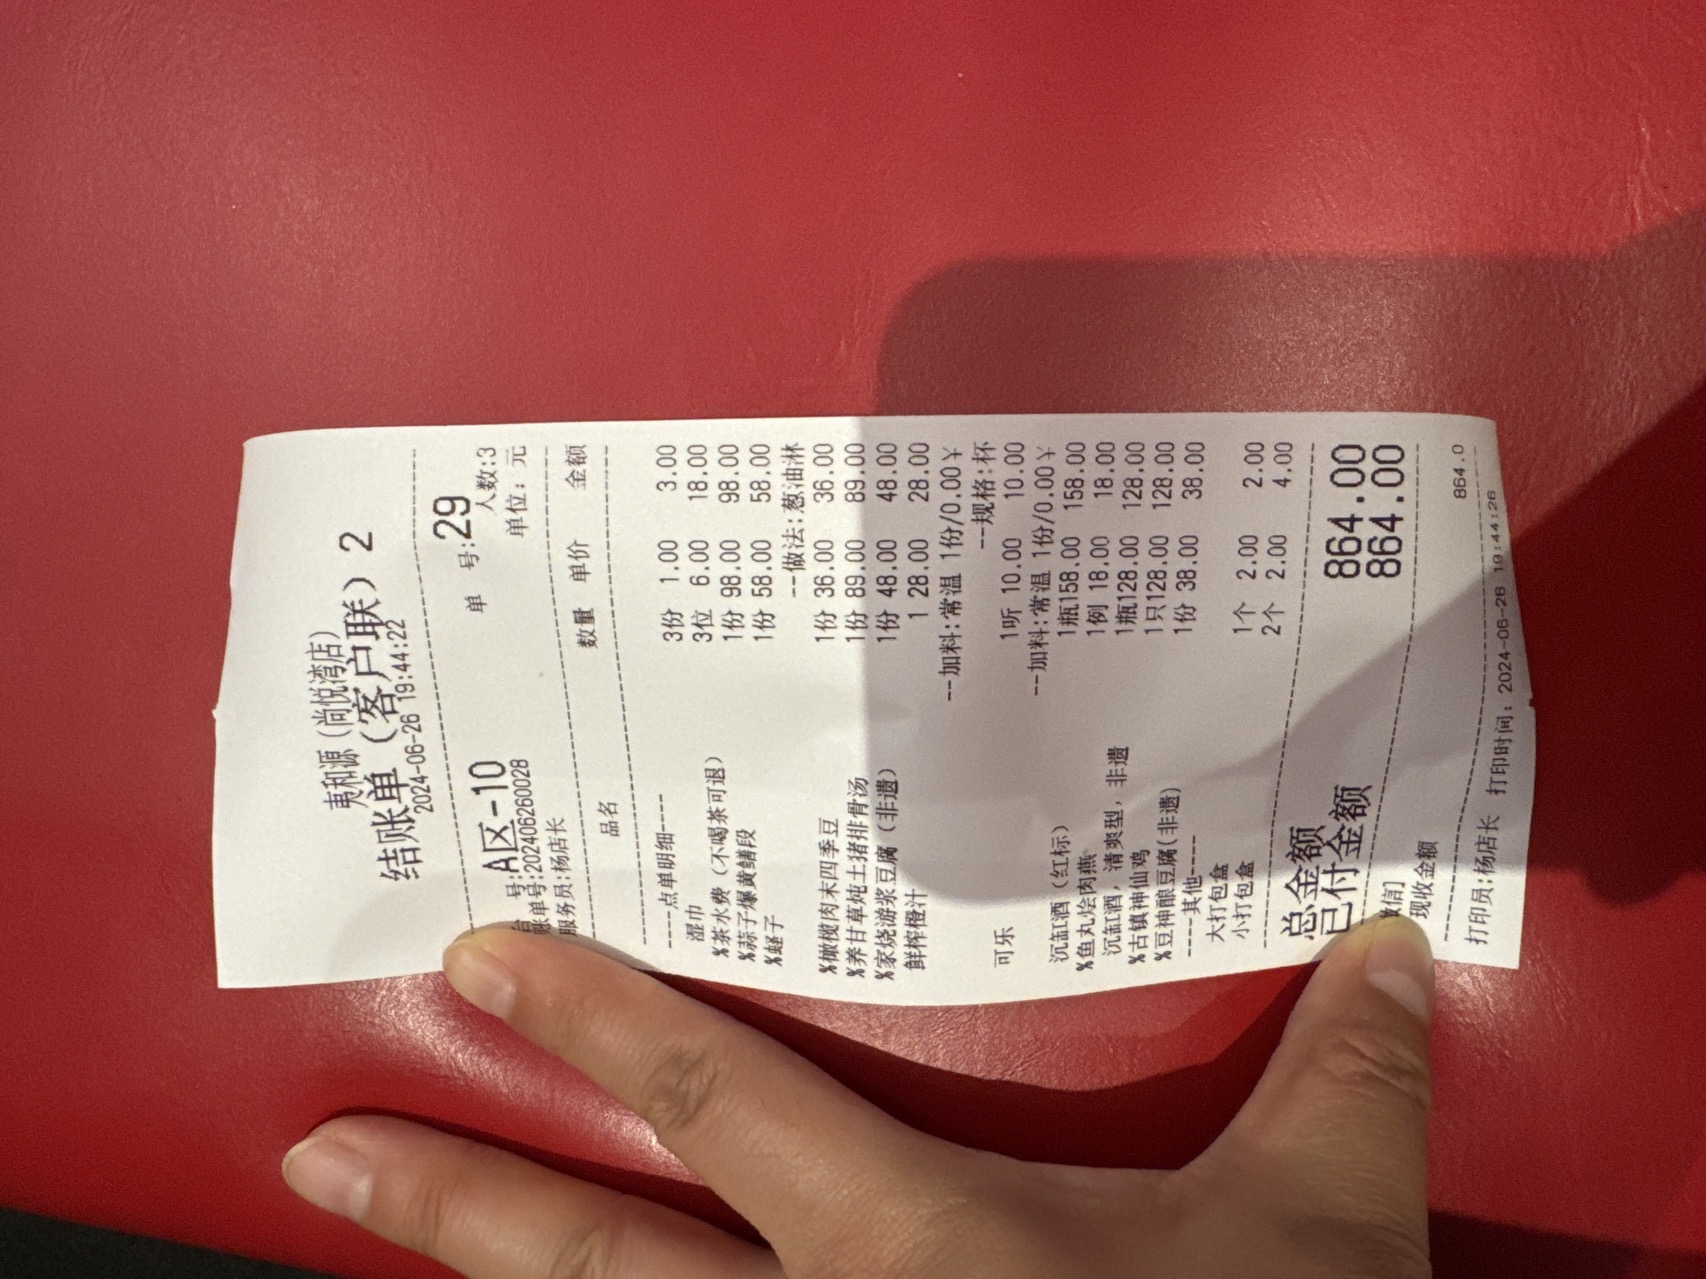 夷和源(尚悦湾店)
结账单(客户联)2
2024-06-26 19:44:22
单 号:29
号:A区-10 人数:3
账单号:202406260028 单位:元
服务员:杨店长
品名 数量 单价 金额
----点单明细----
湿巾 3份 1.00 3.00
%茶水费(不喝茶可退) 3位 6.00 18.00
%蒜子爆黄鳝段 1份 98.00 98.00
%蛏子 1份 58.00 58.00
--做法:葱油淋
%橄榄肉末四季豆 1份 36.00 36.00
%养甘草炖土猪排骨汤 1份 89.00 89.00
%家烧游浆豆腐(非遗) 1份 48.00 48.00
鲜榨橙汁 1 28.00 28.00
--加料:常温 1份/0.00￥
--规格:杯
可乐 1听 10.00 10.00
--加料:常温 1份/0.00￥
沉缸酒(红标) 1瓶158.00 158.00
%鱼丸烩肉燕 1例 18.00 18.00
沉缸酒,清爽型,非遗 1瓶128.00 128.00
%古镇神仙鸡 1只128.00 128.00
%豆神酿豆腐(非遗) 1份 38.00 38.00
----其他----
大打包盒 1个 2.00 2.00
小打包盒 2个 2.00 4.00
总金额 864.00
已付金额 864.00
现收金额 864.0
打印员:杨店长 打印时间:2024-06-26 19:44:26